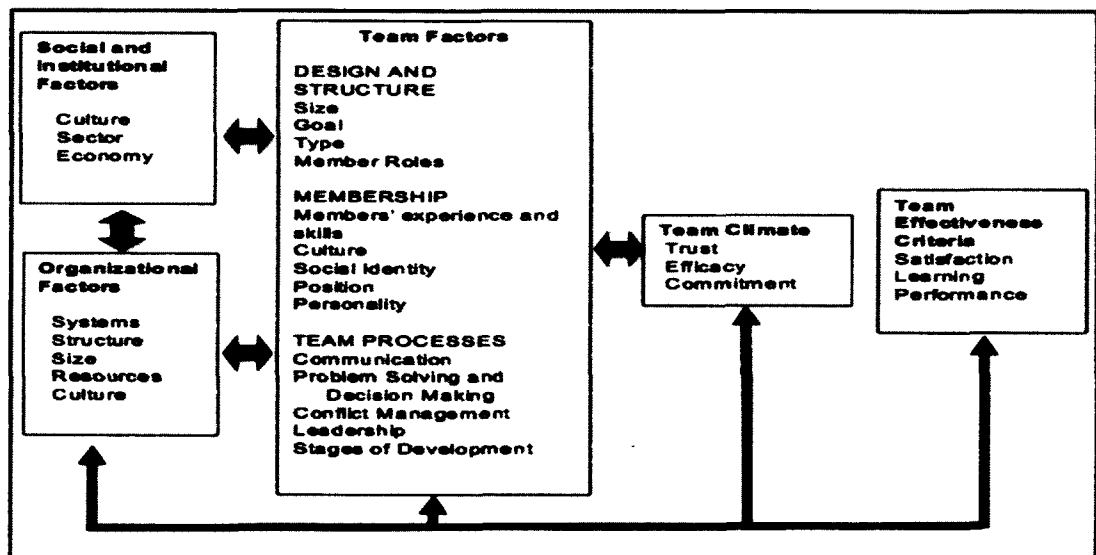 Social and
Institutional
Factors
Culture
Sector
Economy
Organizational
Factors
Systems
Structure
Size
Resources
Culture
Team Factors
DESIGN AND
STRUCTURE
Size
Goal
Type
Member Roles
MEMBERSHIP
Members' experience and
skills
Culture
Social Identity
Position
Personality
TEAM PROCESSES
Communication
Problem Solving and
Decision Making
Conflict Management
Leadership
Stages of Development
Team Climate
Trust
Efficacy
Commitment
Team
Effectiveness
Criteria
Satisfaction
Learning
Performance